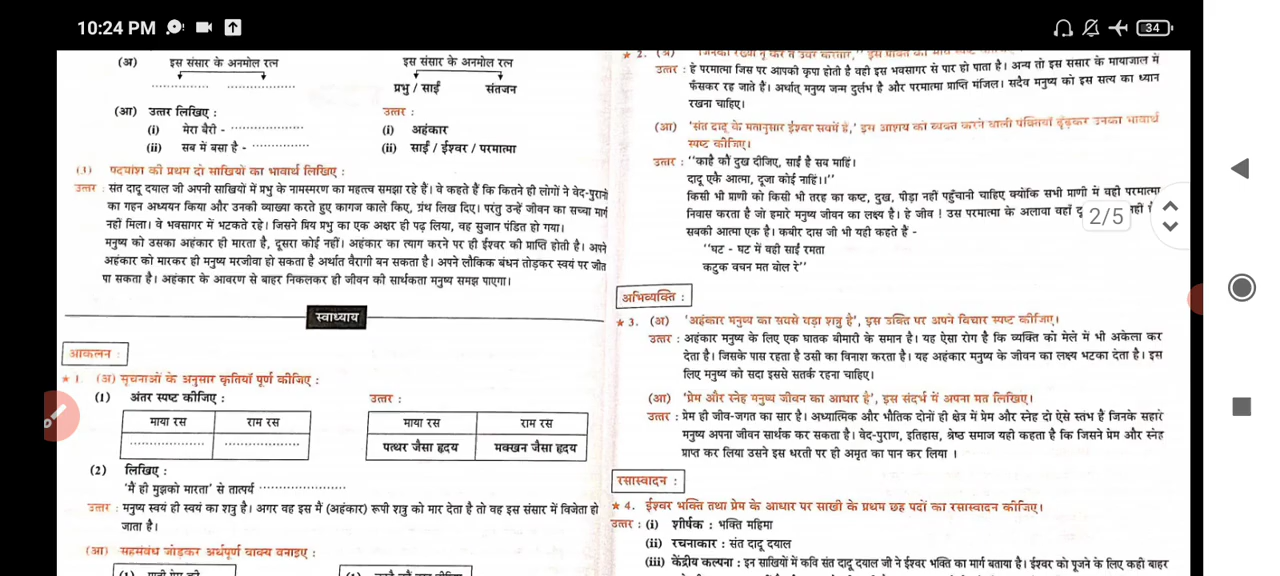 10:24 PM
34
(अ) इस संसार के अनमोल रत्न
इस संसार के अनमोल रत्न
.................. ..................
प्रभु / साई संतजन
(आ) उत्तर लिखिए :
उत्तर :
(i) मेरा बैरी - ..................
(i) अहंकार
(ii) सब में बसा है - ..................
(ii) साई / ईश्वर / परमात्मा
पदयांश की प्रथम दो साखियों का भावार्थ लिखिए :
उत्तर : संत दादू दयाल जी अपनी साखियों में प्रभु के नामस्मरण का महत्त्व समझा रहे हैं। वे कहते हैं कि कितने ही लोगों ने वेद-पुरानों
का गहन अध्ययन किया और उनकी व्याख्या करते हुए कागज काले किए, ग्रंथ लिख दिए। परंतु उन्हें जीवन का सच्चा मार्ग
नहीं मिला। वे भवसागर में भटकते रहे। जिसने प्रिय प्रभु का एक अक्षर ही पढ़ लिया, वह सुजान पंडित हो गया।
मनुष्य को उसका अहंकार ही मारता है, दूसरा कोई नहीं। अहंकार का त्याग करने पर ही ईश्वर की प्राप्ति होती है। अपने
अहंकार को मारकर ही मनुष्य मरजीवा हो सकता है अर्थात वैरागी बन सकता है। अपने लौकिक बंधन तोड़कर स्वयं पर जीत
पा सकता है। अहंकार के आवरण से बाहर निकलकर ही जीवन की सार्थकता मनुष्य समझ पाएगा।
स्वाध्याय
आकलन :
★ 1. (अ) सूचनाओं के अनुसार कृतियाँ पूर्ण कीजिए :
(1) अंतर स्पष्ट कीजिए :
उत्तर :
माया रस राम रस
माया रस राम रस
.................. ..................
पत्थर जैसा हृदय मक्खन जैसा हृदय
(2) लिखिए :
'मैं ही मुझको मारता' से तात्पर्य ......................
उत्तर : मनुष्य स्वयं ही स्वयं का शत्रु है। अगर वह इस मैं (अहंकार) रूपी शत्रु को मार देता है तो वह इस संसार में विजेता हो
जाता है।
(आ) सहसंबंध जोड़कर अर्थपूर्ण वाक्य बनाइए :
★ 2. (अ)
उत्तर : हे परमात्मा जिस पर आपकी कृपा होती है वही इस भवसागर से पार हो पाता है। अन्य तो इस संसार के मायाजाल में
फँसकर रह जाते हैं। अर्थात् मनुष्य जन्म दुर्लभ है और परमात्मा प्राप्ति मंजिल। सदैव मनुष्य को इस सत्य का ध्यान
रखना चाहिए।
(आ) 'संत दादू के मतानुसार ईश्वर सबमें है,' इस आशय को व्यक्त करने वाली पंक्तियाँ ढूँढ़कर उनका भावार्थ
स्पष्ट कीजिए।
उत्तर : ''काहै कौं दुख दीजिए, साईं है सब माहिं।
दादू एकै आत्मा, दूजा कोई नाहिं।।''
किसी भी प्राणी को किसी भी तरह का कष्ट, दुख, पीड़ा नहीं पहुँचानी चाहिए क्योंकि सभी प्राणी में वही परमात्मा
निवास करता है जो हमारे मनुष्य जीवन का लक्ष्य है। हे जीव ! उस परमात्मा के अलावा वहाँ
2/5
सबको आत्मा एक है। कबीर दास जी भी यही कहते हैं -
''घट - घट में वही साईं रमता
कटुक वचन मत बोल रे''
अभिव्यक्ति :
★ 3. (अ) 'अहंकार मनुष्य का सबसे बड़ा शत्रु है', इस उक्ति पर अपने विचार स्पष्ट कीजिए।
उत्तर : अहंकार मनुष्य के लिए एक घातक बीमारी के समान है। यह ऐसा रोग है कि व्यक्ति को मेले में भी अकेला कर
देता है। जिसके पास रहता है उसी का विनाश करता है। यह अहंकार मनुष्य के जीवन का लक्ष्य भटका देता है। इस
लिए मनुष्य को सदा इससे सतर्क रहना चाहिए।
(आ) 'प्रेम और स्नेह मनुष्य जीवन का आधार है', इस संदर्भ में अपना मत लिखिए।
उत्तर : प्रेम ही जीव-जगत का सार है। अध्यात्मिक और भौतिक दोनों ही क्षेत्र में प्रेम और स्नेह दो ऐसे स्तंभ हैं जिनके सहारे
मनुष्य अपना जीवन सार्थक कर सकता है। वेद-पुराण, इतिहास, श्रेष्ठ समाज यही कहता है कि जिसने प्रेम और स्नेह
प्राप्त कर लिया उसने इस धरती पर ही अमृत का पान कर लिया ।
रसास्वादन :
★ 4. ईश्वर भक्ति तथा प्रेम के आधार पर साखी के प्रथम छह पदों का रसास्वादन कीजिए।
उत्तर : (i) शीर्षक : भक्ति महिमा
(ii) रचनाकार : संत दादू दयाल
(iii) केंद्रीय कल्पना : इन साखियों में कवि संत दादू दयाल जी ने ईश्वर भक्ति का मार्ग बताया है। ईश्वर को पूजने के लिए कही बाहर